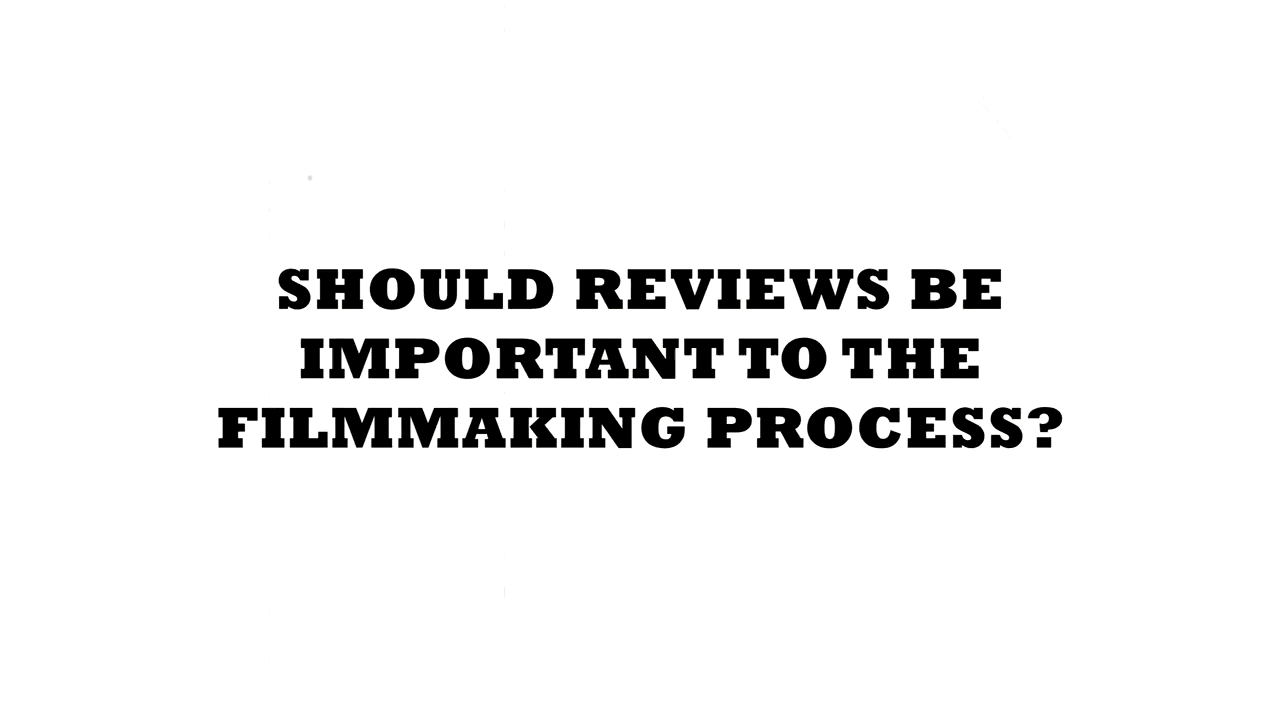 SHOULD REVIEWS BE
IMPORTANT TO THE
FILMMAKING PROCESS?